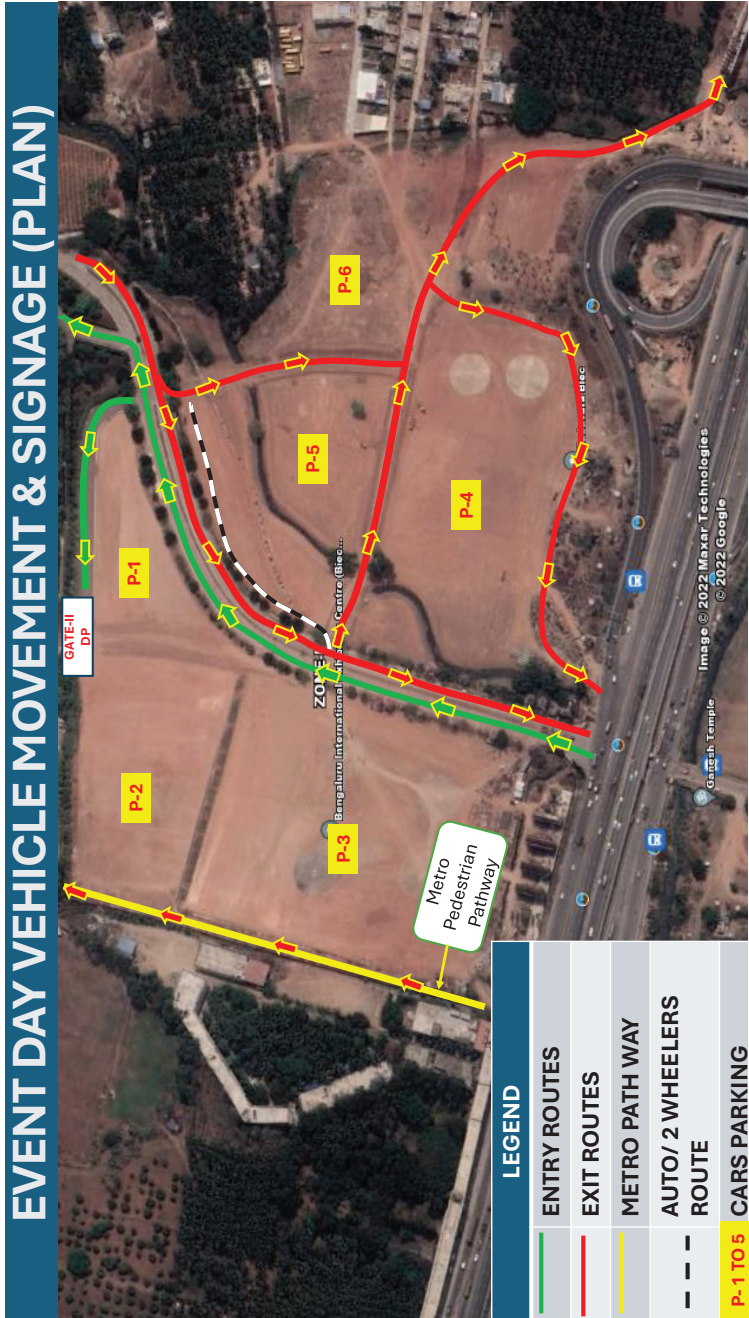 EVENT DAY VEHICLE MOVEMENT & SIGNAGE (PLAN)
GATE-II
DP
P-1
P-2
P-3
P-4
P-5
P-6
Bengaluru International
Centre (Biec...
Metro
Pedestrian
Pathway
Ganesh Temple
Image © 2022 Maxar Technologies
© 2022 Google
LEGEND
ENTRY ROUTES
EXIT ROUTES
METRO PATH WAY
AUTO/ 2 WHEELERS
ROUTE
P- 1 TO 5 CARS PARKING